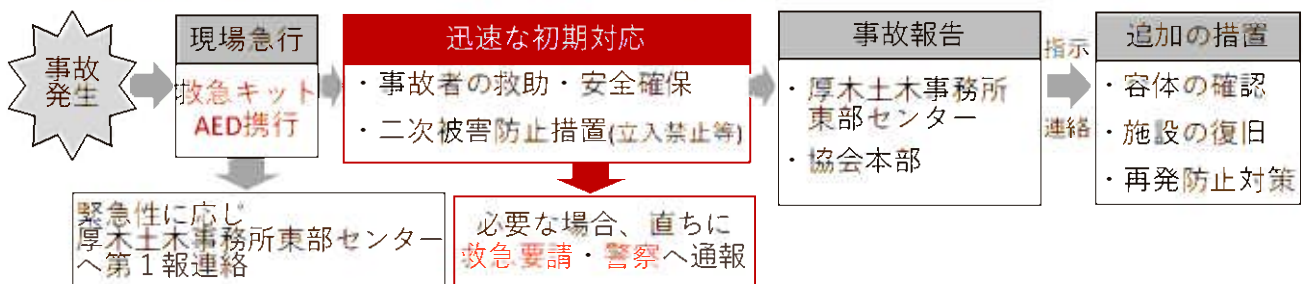 事故
発生
現場急行
救急キット
AED携行
緊急性に応じ
厚木土木事務所東部センター
へ第1報連絡
迅速な初期対応
・事故者の救助・安全確保
・二次被害防止措置(立入禁止等)
必要な場合、直ちに
救急要請・警察へ通報
事故報告
・厚木土木事務所
東部センター
・協会本部
指示
連絡
追加の措置
・容体の確認
・施設の復旧
・再発防止対策